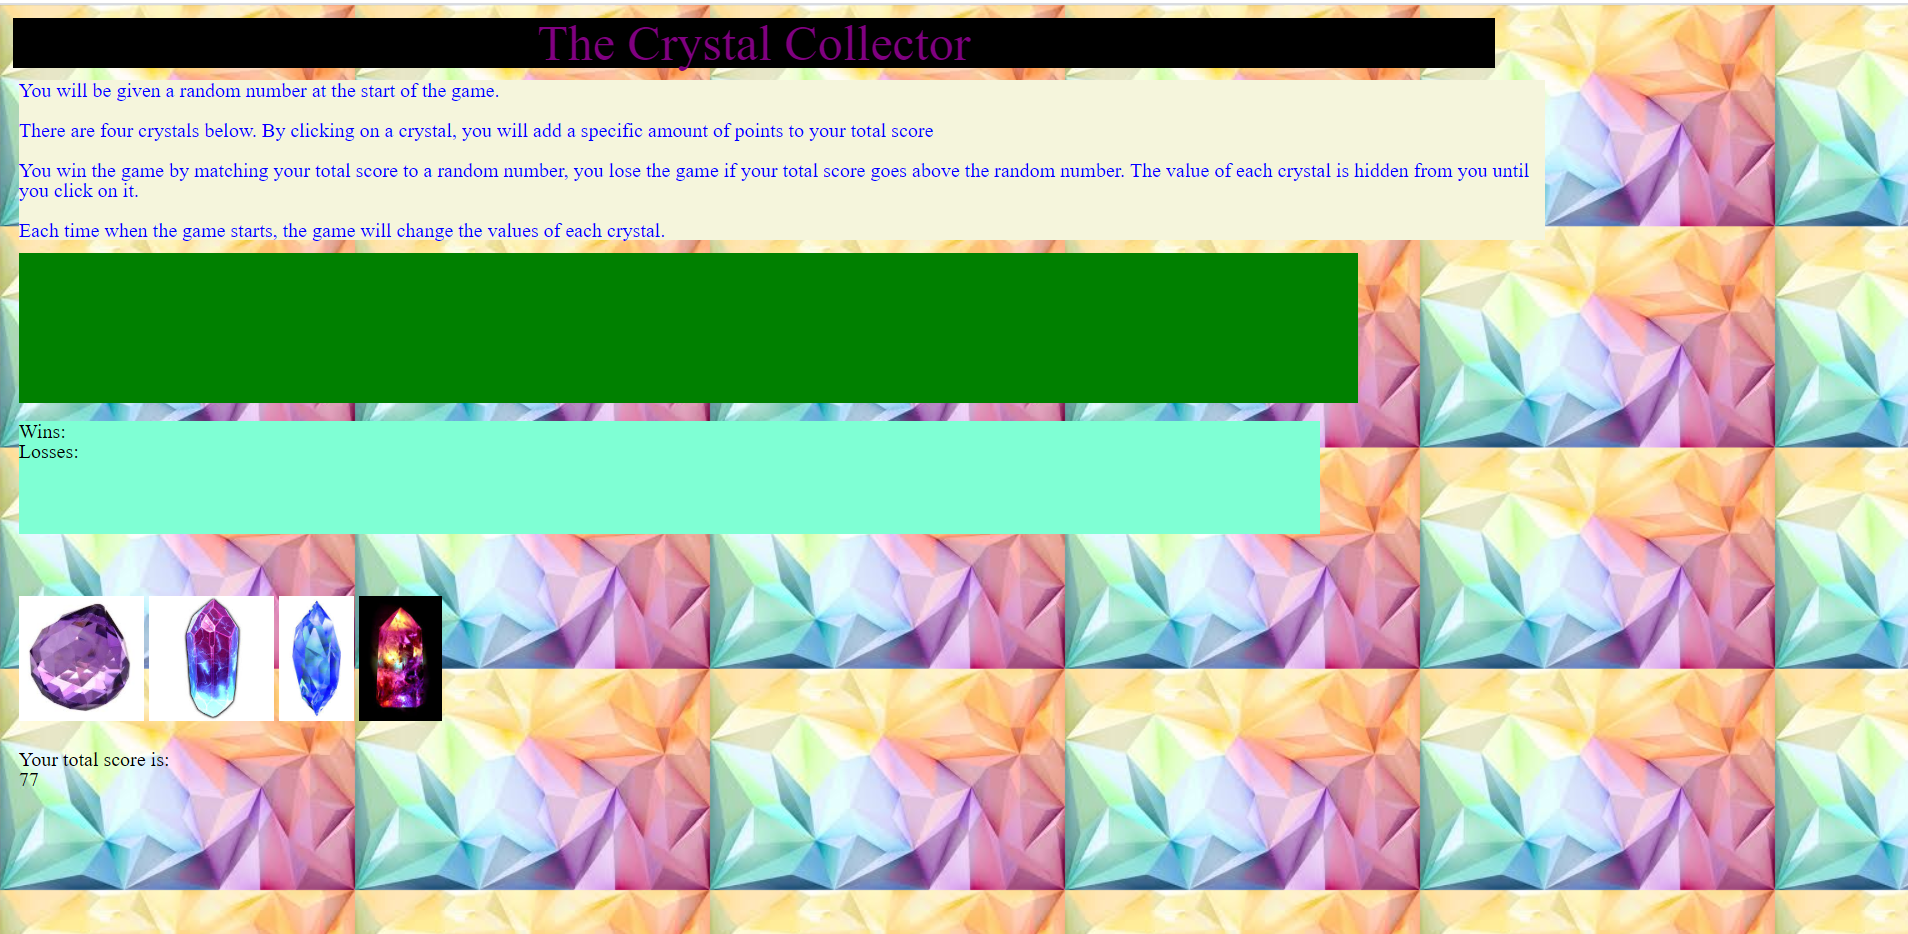 The Crystal Collector
You will be given a random number at the start of the game.
There are four crystals below. By clicking on a crystal, you will add a specific amount of points to your total score
You win the game by matching your total score to a random number, you lose the game if your total score goes above the random number. The value of each crystal is hidden from you until
you click on it.
Each time when the game starts, the game will change the values of each crystal.
Wins:
Losses:
Your total score is:
77